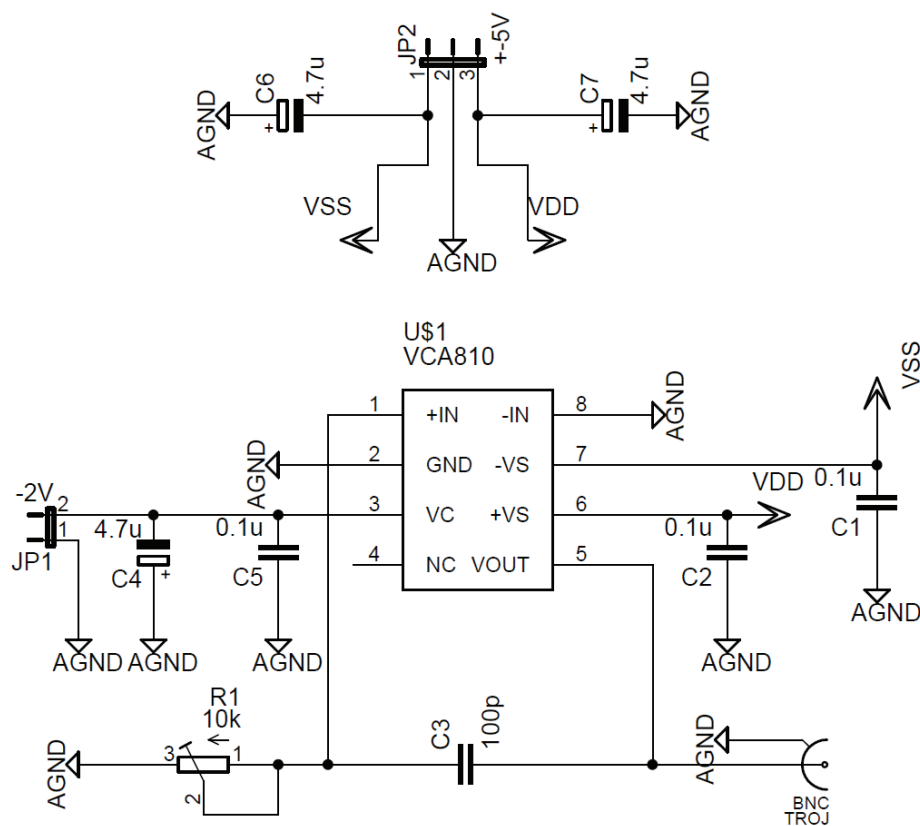 JP2
+-5V
1
2
3
C6
4.7u
+
AGND
C7
4.7u
+
AGND
VSS
VDD
AGND
U$1
VCA810
1
+IN
-IN
8
AGND
VSS
AGND
2
GND
-VS
7
0.1u
C1
AGND
-2V
2
1
JP1
4.7u
C4
+
0.1u
C5
3
VC
+VS
6
VDD
0.1u
C2
4
NC
VOUT
5
AGND
AGND
AGND
AGND
R1
10k
AGND
3
1
2
C3
100p
AGND
BNC
TROJ